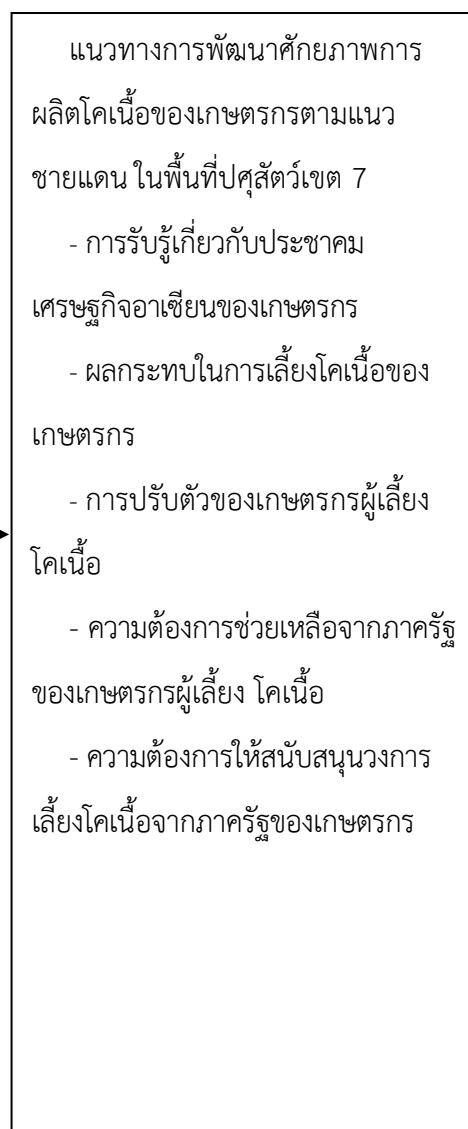 แนวทางการพัฒนาศักยภาพการ
ผลิตโคเนื้อของเกษตรกรตามแนว
ชายแดน ในพื้นที่ปศุสัตว์เขต 7
- การรับรู้เกี่ยวกับประชาคม
เศรษฐกิจอาเซียนของเกษตรกร
- ผลกระทบในการเลี้ยงโคเนื้อของ
เกษตรกร
- การปรับตัวของเกษตรกรผู้เลี้ยง
โคเนื้อ
- ความต้องการช่วยเหลือจากภาครัฐ
ของเกษตรกรผู้เลี้ยง โคเนื้อ
- ความต้องการให้สนับสนุนวงการ
เลี้ยงโคเนื้อจากภาครัฐของเกษตรกร